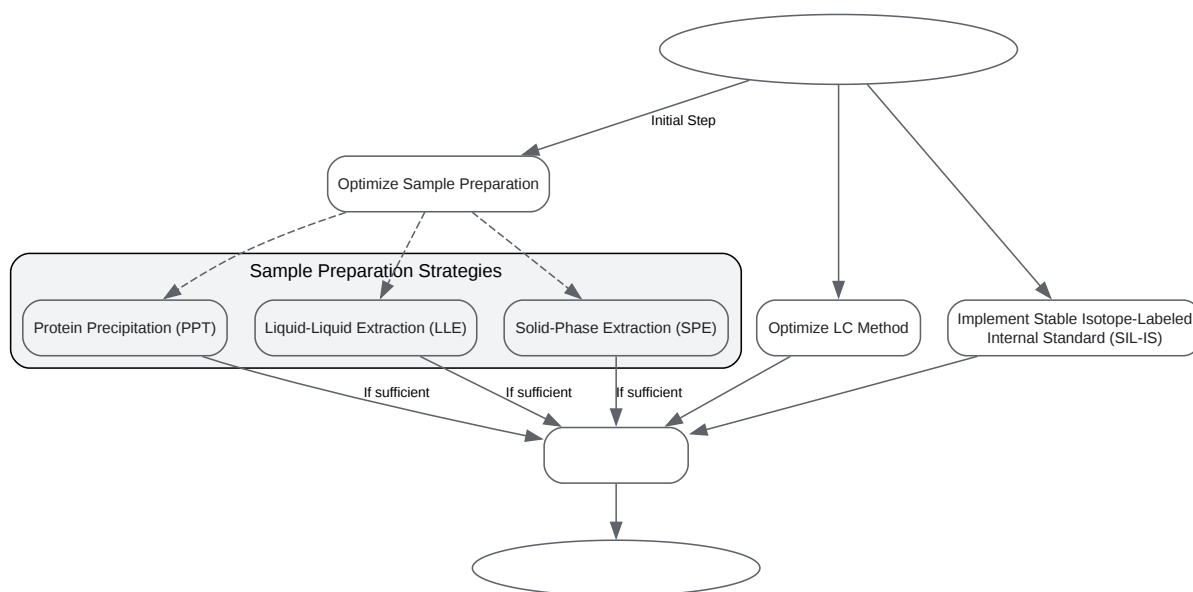 Initial Step
Optimize Sample Preparation
Sample Preparation Strategies
Protein Precipitation (PPT)
Liquid-Liquid Extraction (LLE)
Solid-Phase Extraction (SPE)
Optimize LC Method
Implement Stable Isotope-Labeled
Internal Standard (SIL-IS)
If sufficient
If sufficient
If sufficient